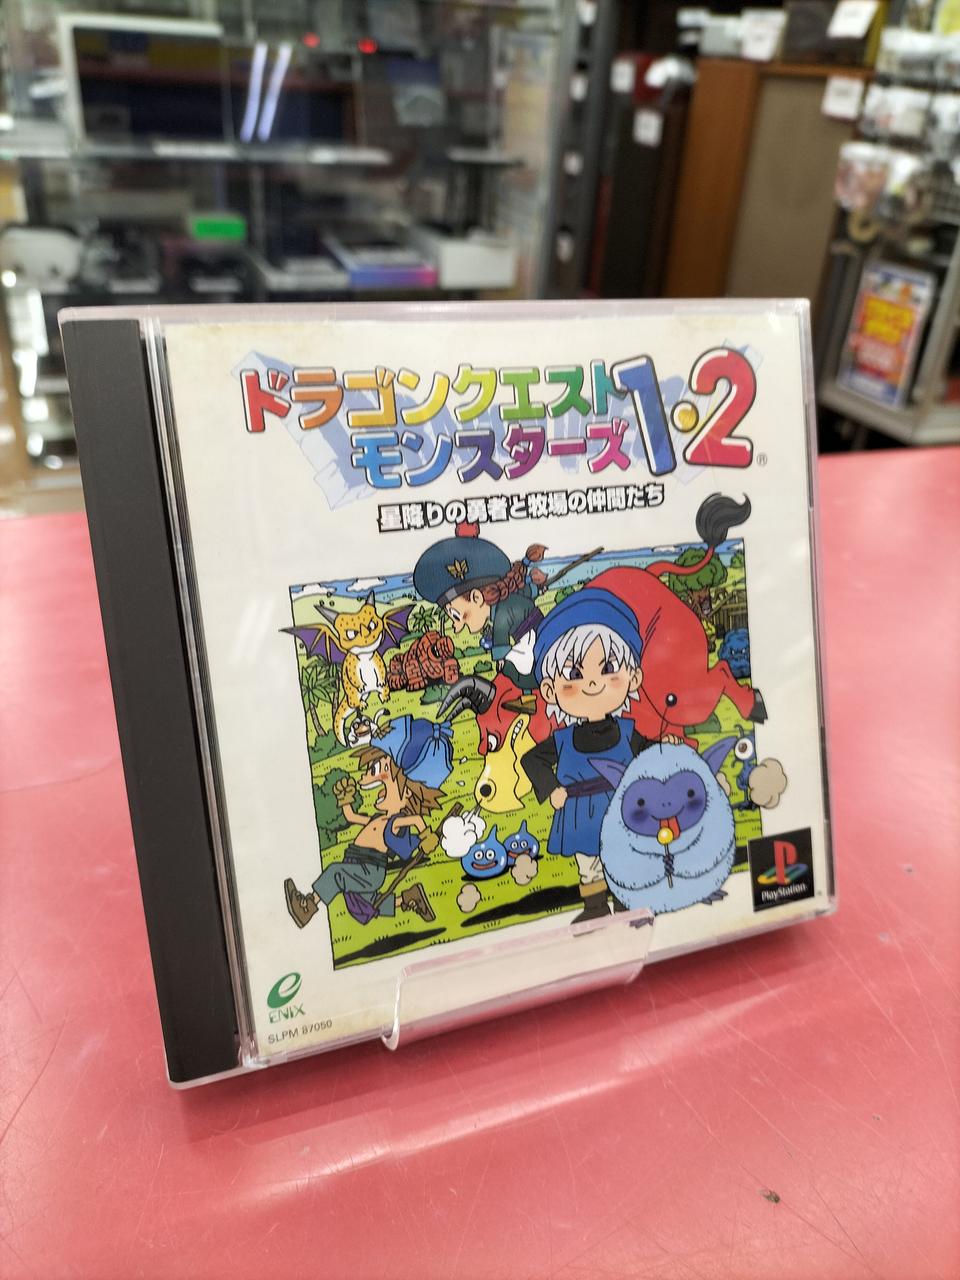 ドラゴンクエスト
モンスターズ1・2
®
星降りの勇者と牧場の仲間たち
PlayStation
ENIX
SLPM 87050